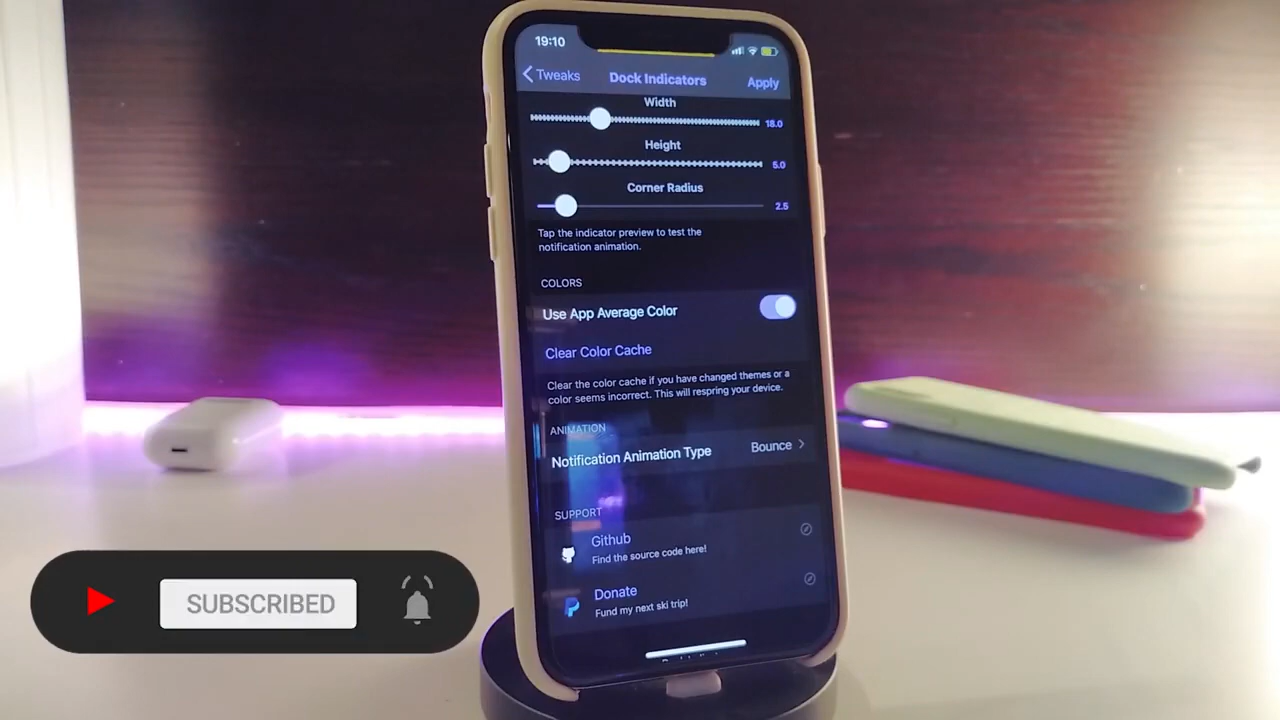 19:10
Tweaks
Dock Indicators
Apply
Width
18.0
Height
5.0
Corner Radius
2.5
Tap the indicator preview to test the
notification animation.
COLORS
Use App Average Color
Clear Color Cache
Clear the color cache if you have changed themes or a
color seems incorrect. This will respring your device.
ANIMATION
Notification Animation Type
Bounce
SUPPORT
Github
Find the source code here!
Donate
Fund my next ski trip!
SUBSCRIBED